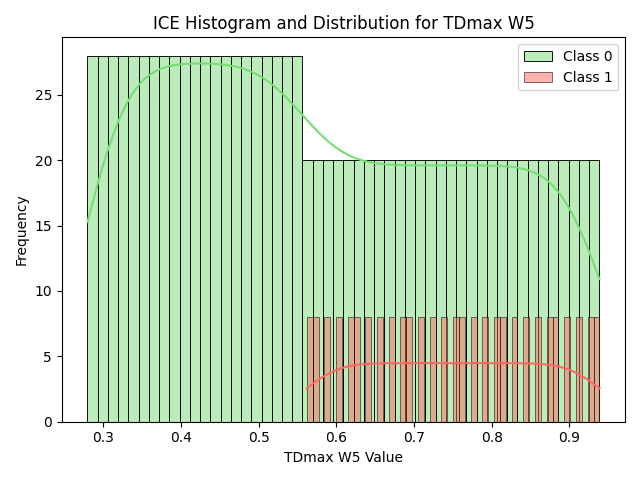 ICE Histogram and Distribution for TDmax W5
Class 0
Class 1
Frequency
25
20
15
10
5
0
0.3 0.4 0.5 0.6 0.7 0.8 0.9
TDmax W5 Value